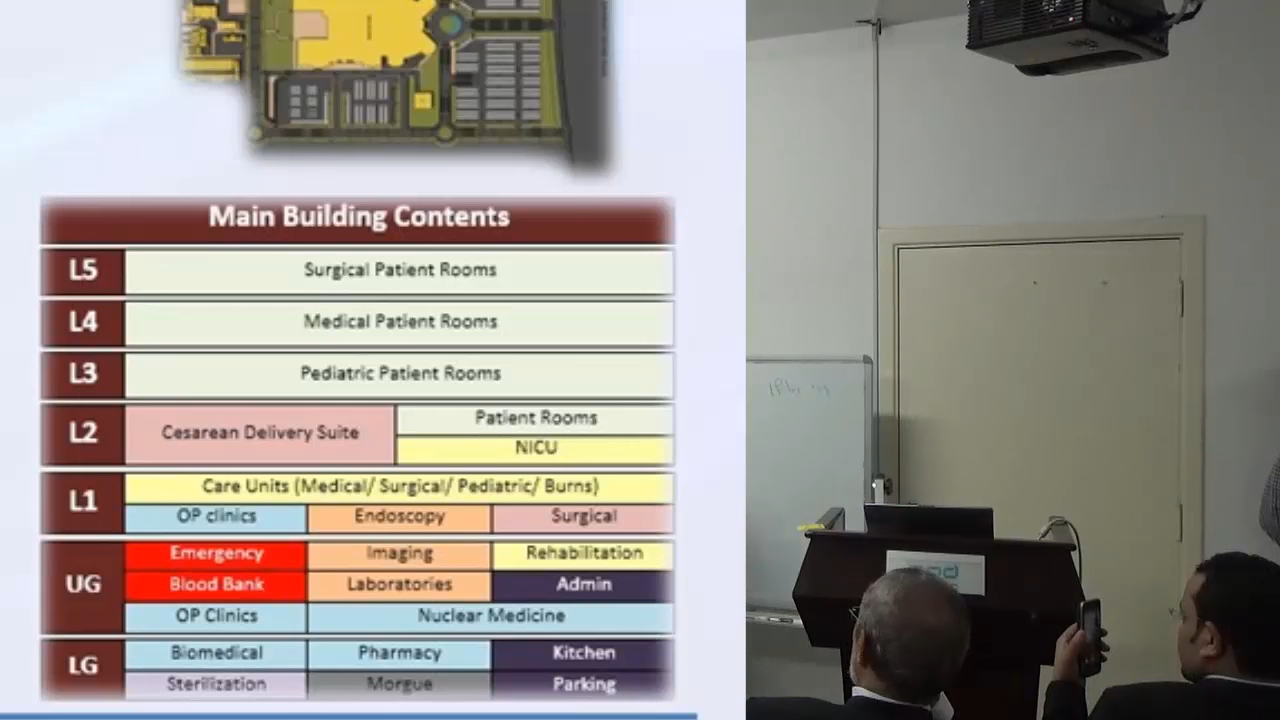 Main Building Contents
L5 Surgical Patient Rooms
L4 Medical Patient Rooms
L3 Pediatric Patient Rooms
L2 Cesarean Delivery Suite Patient Rooms
NICU
L1 Care Units (Medical/ Surgical/ Pediatric/ Burns)
OP clinics Endoscopy Surgical
UG Emergency Imaging Rehabilitation
Blood Bank Laboratories Admin
OP Clinics Nuclear Medicine
LG Biomedical Pharmacy Kitchen
Sterilization Morgue Parking